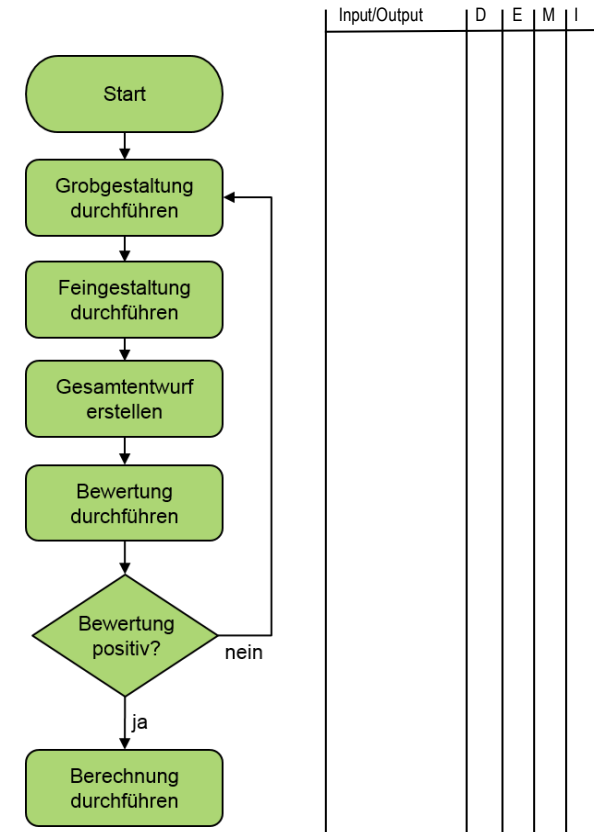 Input/Output D E M I
Start
Grobgestaltung
durchführen
Feingestaltung
durchführen
Gesamtentwurf
erstellen
Bewertung
durchführen
Bewertung
positiv?
nein
ja
Berechnung
durchführen